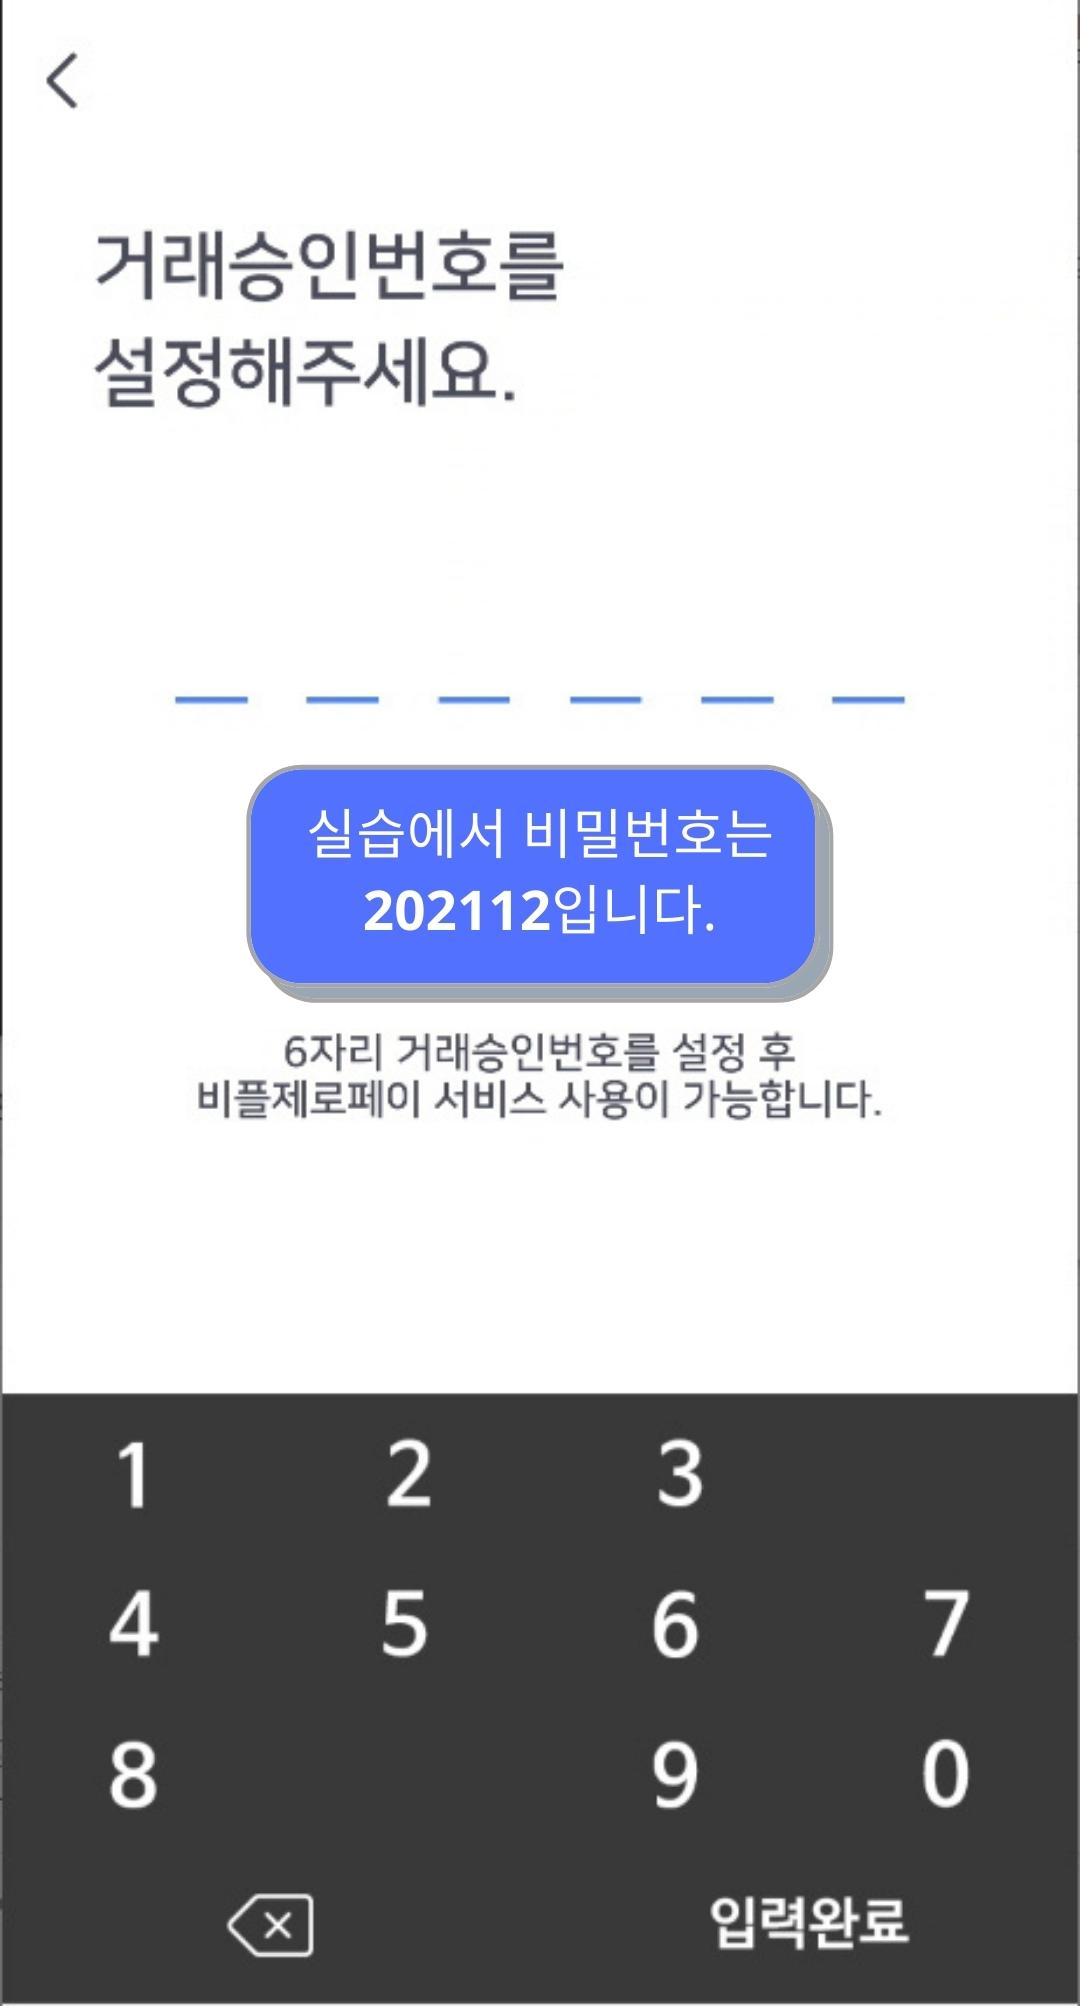 거래승인번호를
설정해주세요.
실습에서 비밀번호는
202112입니다.
6자리 거래승인번호를 설정 후
비플제로페이 서비스 사용이 가능합니다.
1 2 3
4 5 6 7
8 9 0
입력완료